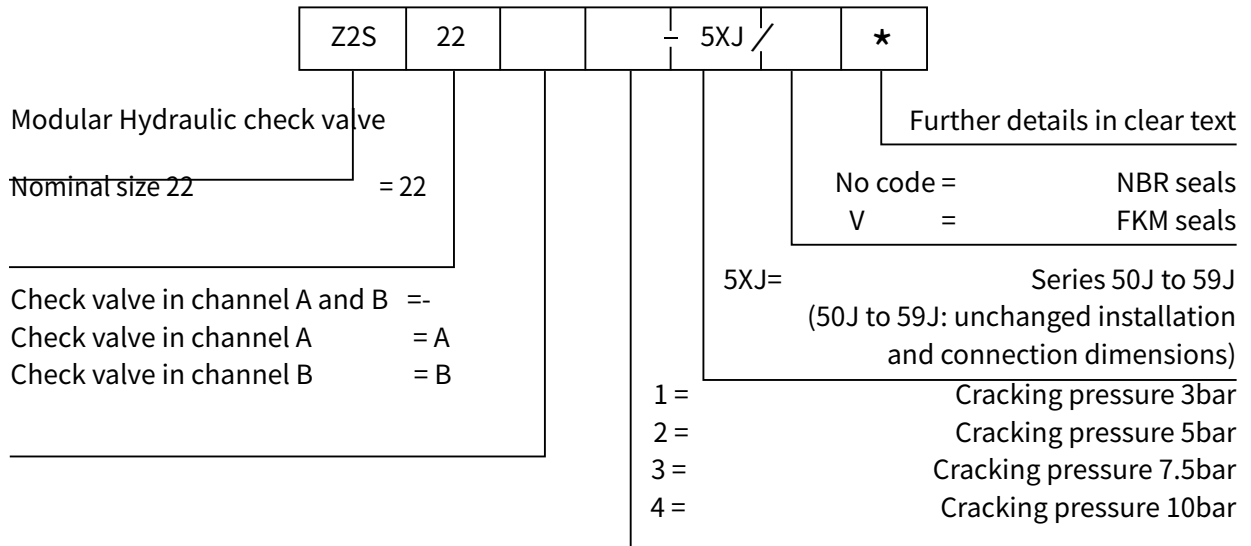 Z2S 22 – 5XJ / *
Modular Hydraulic check valve
Further details in clear text
Nominal size 22 = 22
No code = NBR seals
V = FKM seals
5XJ= Series 50J to 59J
(50J to 59J: unchanged installation
and connection dimensions)
Check valve in channel A and B =-
Check valve in channel A = A
Check valve in channel B = B
1 = Cracking pressure 3bar
2 = Cracking pressure 5bar
3 = Cracking pressure 7.5bar
4 = Cracking pressure 10bar